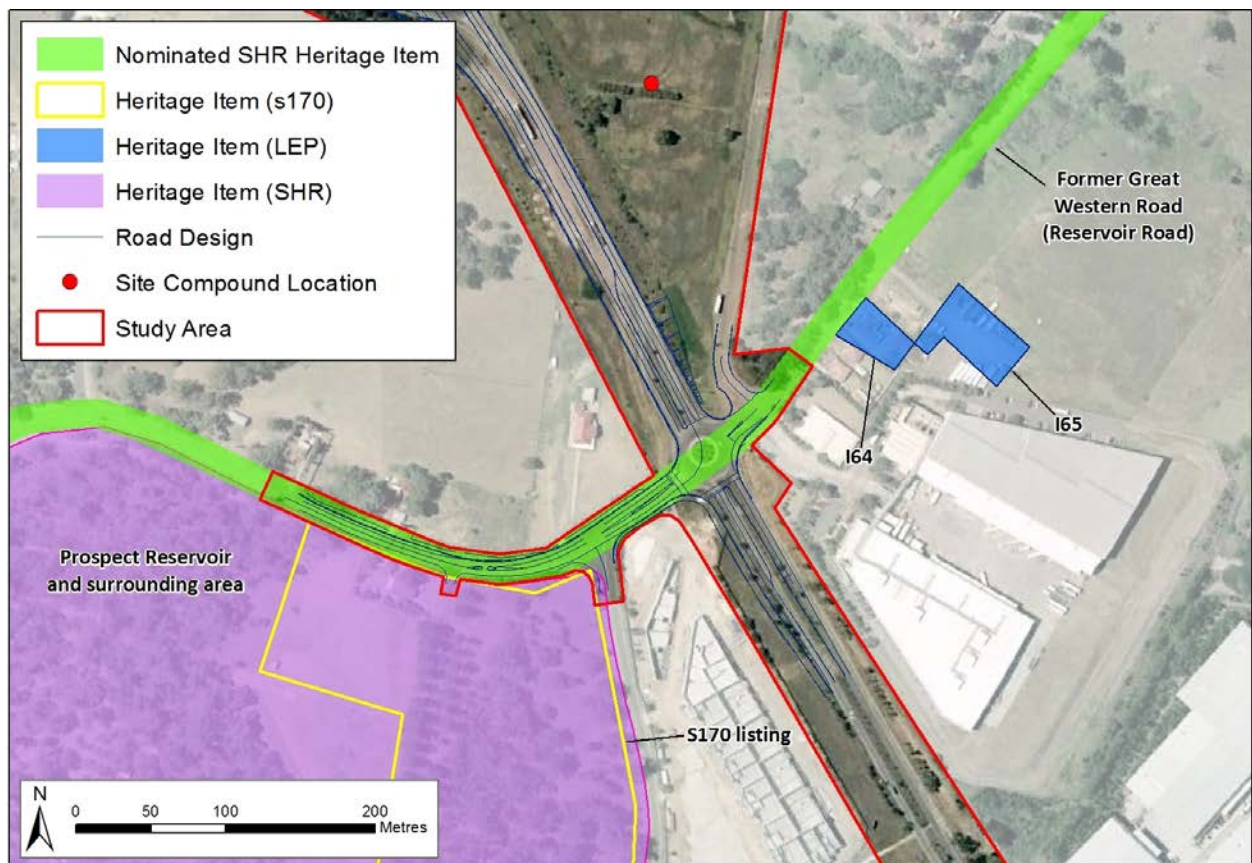 Nominated SHR Heritage Item
Heritage Item (s170)
Heritage Item (LEP)
Heritage Item (SHR)
Road Design
Site Compound Location
Study Area
Former Great
Western Road
(Reservoir Road)
I65
I64
Prospect Reservoir
and surrounding area
S170 listing
N
0 50 100 200
Metres